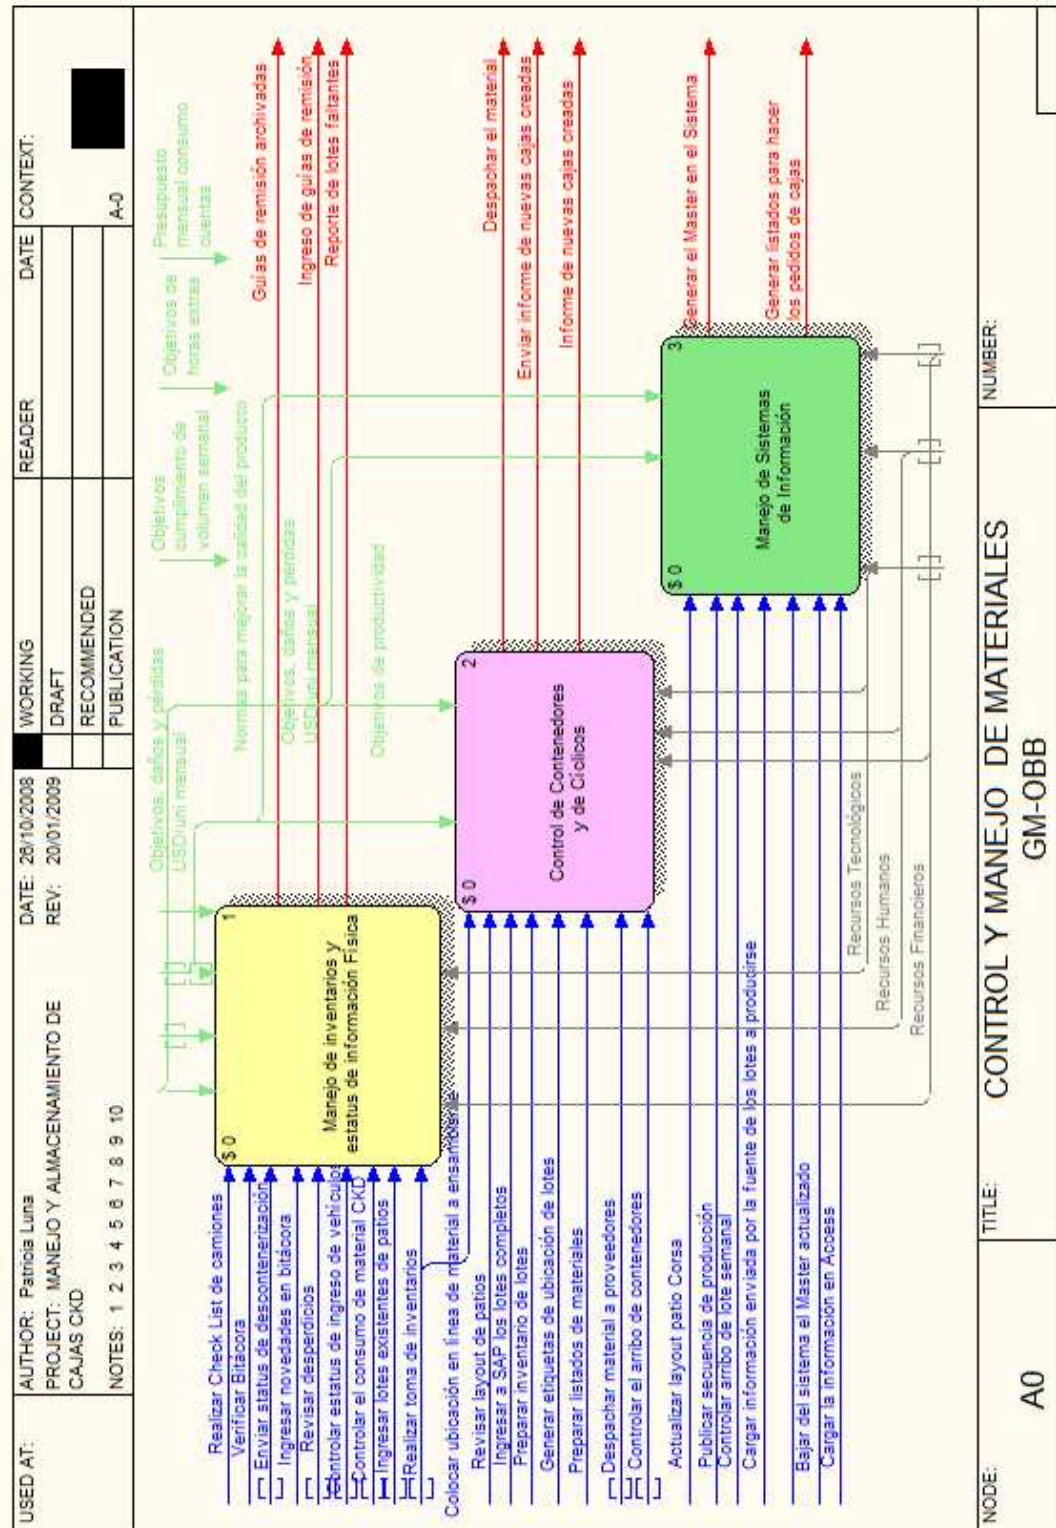 USED AT:
AUTHOR: Patricia Luna
PROJECT: MANEJO Y ALMACENAMIENTO DE
CAJAS CKD
NOTES: 1 2 3 4 5 6 7 8 9 10
DATE: 26/10/2008
REV: 20/01/2009
WORKING
DRAFT
RECOMMENDED
PUBLICATION
READER
DATE
CONTEXT:
A-0
Objetivos, daños y pérdidas
USD/uni mensual
Objetivos
cumplimiento de
volumen semanal
Objetivos de
horas extras
Presupuesto
mensual consumo
cuentas
Normas para mejorar la calidad del producto
Objetivos, daños y pérdidas
USD/uni mensual
Objetivos de productividad
Realizar Check List de camiones
Verificar Bitácora
Enviar status de descontenerización
Ingresar novedades en bitácora
Revisar desperdicios
Controlar estatus de ingreso de vehículos
Controlar el consumo de material CKD
Ingresar lotes existentes de patios
Realizar toma de inventarios
$ 0
1
Manejo de inventarios y
estatus de información Física
Guías de remisión archivadas
Ingreso de guías de remisión
Reporte de lotes faltantes
Colocar ubicación en línea de material a ensamblarse
Revisar layout de patios
Ingresar a SAP los lotes completos
Preparar inventario de lotes
Generar etiquetas de ubicación de lotes
Preparar listados de materiales
Despachar material a proveedores
Controlar el arribo de contenedores
$ 0
2
Control de Contenedores
y de Cíclicos
Despachar el material
Enviar informe de nuevas cajas creadas
Informe de nuevas cajas creadas
Actualizar layout patio Corsa
Publicar secuencia de producción
Controlar arribo de lote semanal
Cargar información enviada por la fuente de los lotes a producirse
Bajar del sistema el Master actualizado
Cargar la información en Access
$ 0
3
Manejo de Sistemas
de Información
Generar el Master en el Sistema
Generar listados para hacer
los pedidos de cajas
Recursos Tecnológicos
Recursos Humanos
Recursos Financieros
NODE:
A0
TITLE:
CONTROL Y MANEJO DE MATERIALES
GM-OBB
NUMBER: